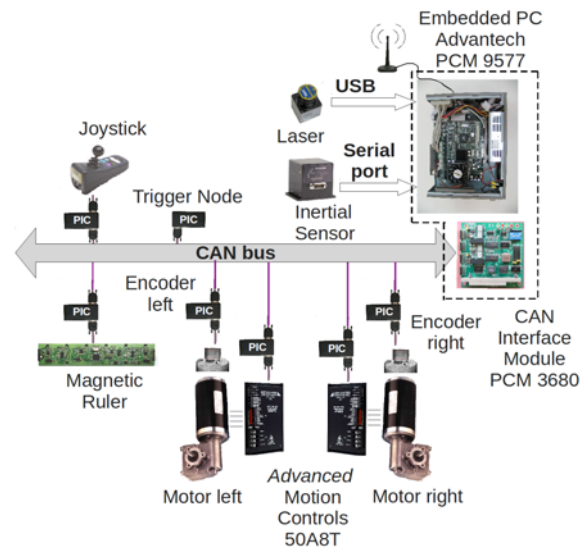 Embedded PC
Advantech
PCM 9577
USB
Laser
Joystick
Serial
port
Trigger Node
Inertial
Sensor
PIC
PIC
CAN bus
Encoder
left
PIC
PIC
PIC
PIC
PIC
Encoder
right
CAN
Interface
Module
PCM 3680
Magnetic
Ruler
Motor left
Advanced
Motion
Controls
50A8T
Motor right